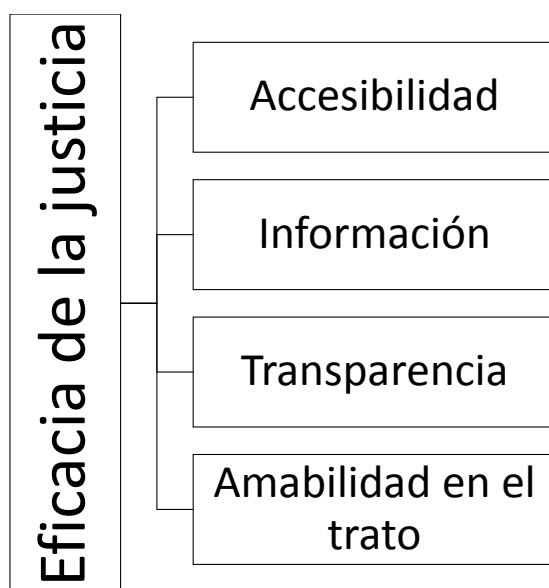 Eficacia de la justicia
Accesibilidad
Información
Transparencia
Amabilidad en el
trato